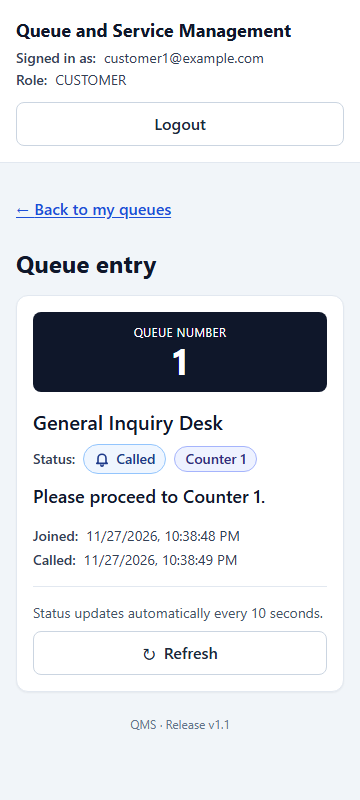 Queue and Service Management
Signed in as: customer1@example.com
Role: CUSTOMER
Logout
← Back to my queues
Queue entry
QUEUE NUMBER
1
General Inquiry Desk
Status: Called Counter 1
Please proceed to Counter 1.
Joined: 11/27/2026, 10:38:48 PM
Called: 11/27/2026, 10:38:49 PM
Status updates automatically every 10 seconds.
↻ Refresh
QMS · Release v1.1